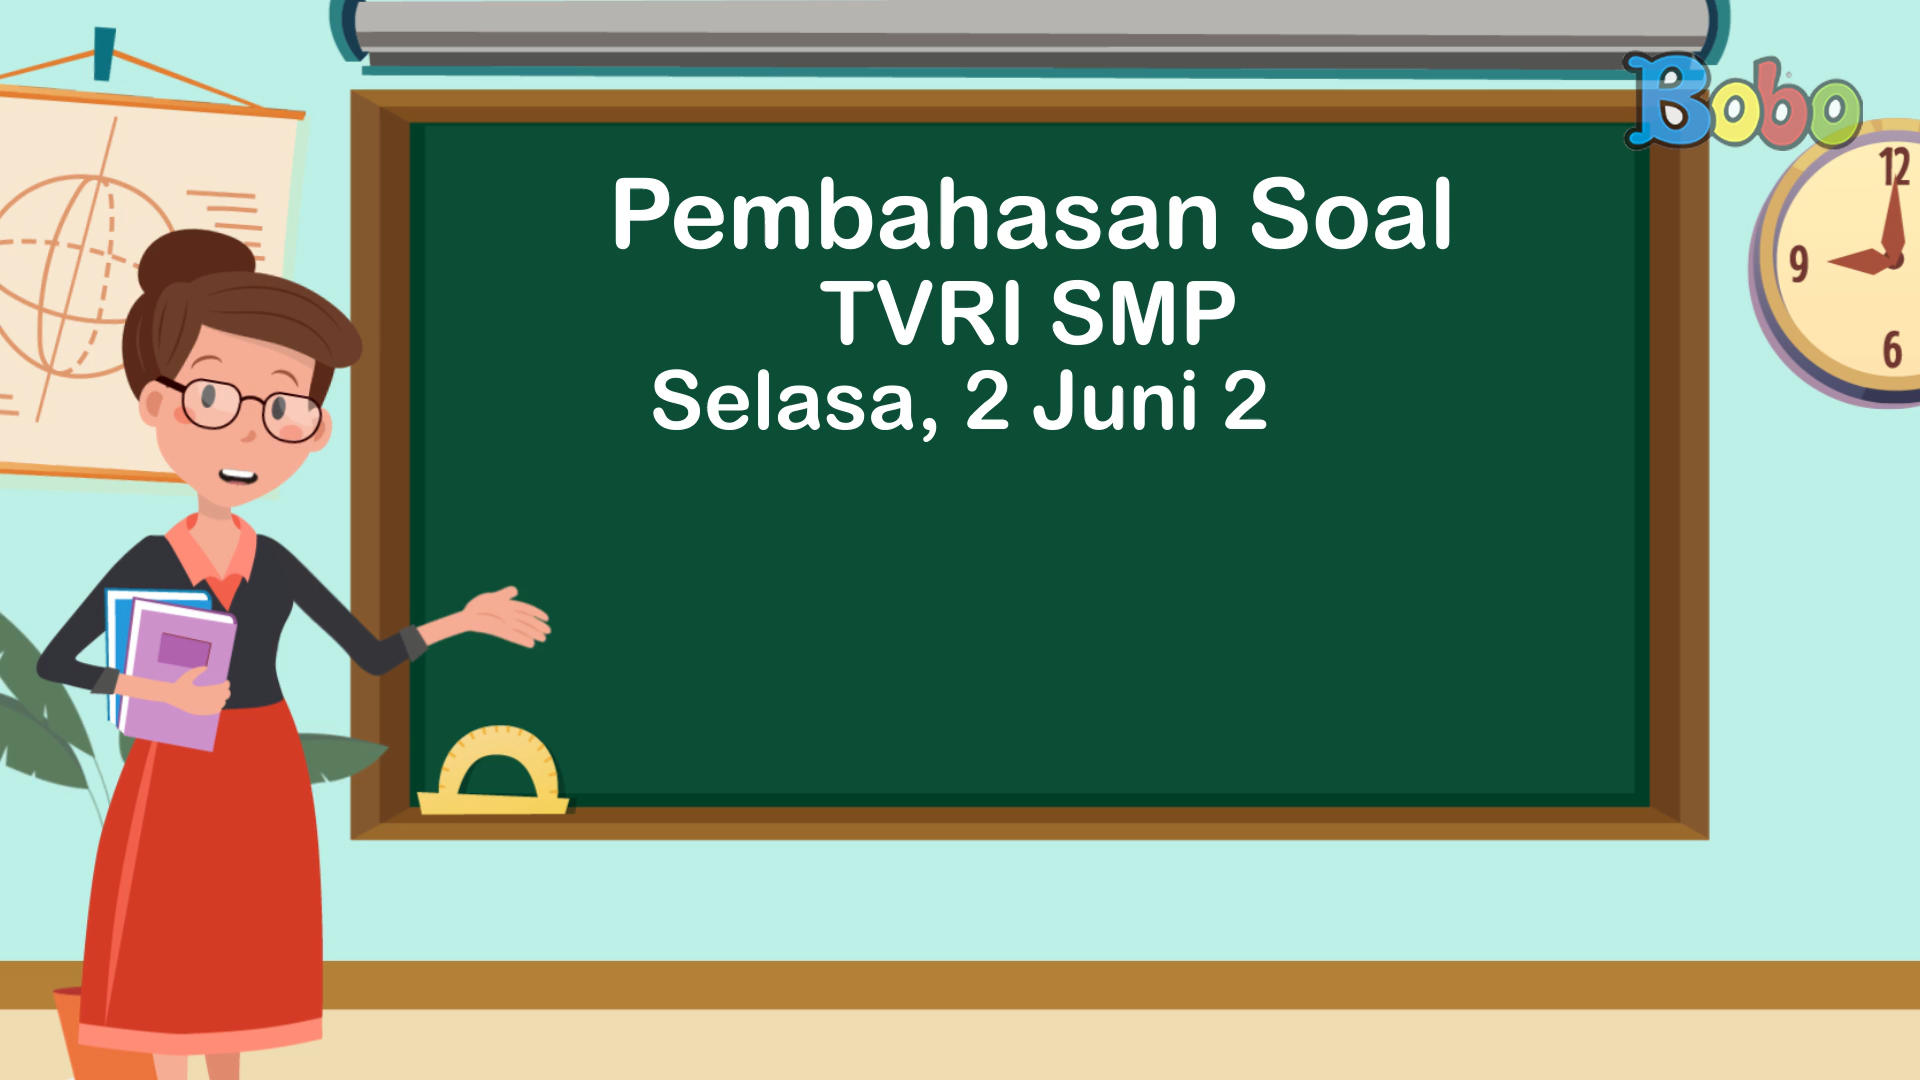 Bobo
12
9
6
Pembahasan Soal
TVRI SMP
Selasa, 2 Juni 2